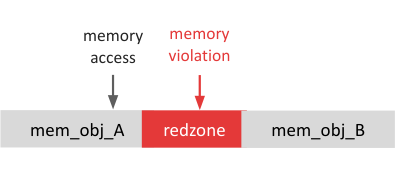 memory
access
memory
violation
mem_obj_A
redzone
mem_obj_B